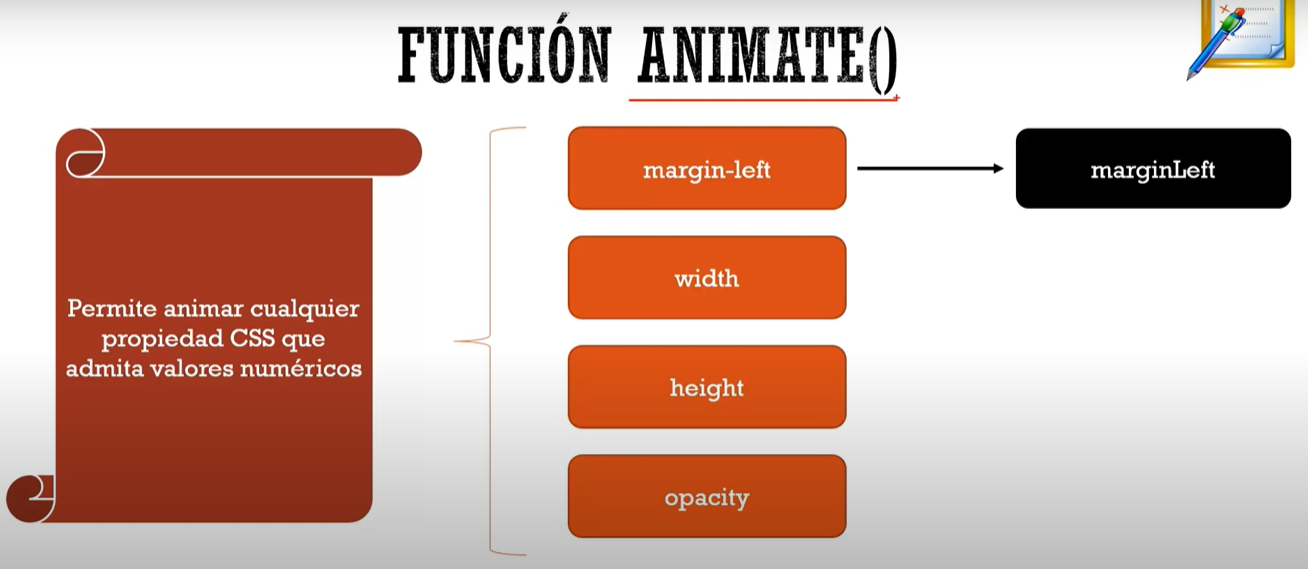 FUNCIÓN ANIMATE()
Permite animar cualquier
propiedad CSS que
admita valores numéricos
margin-left
marginLeft
width
height
opacity